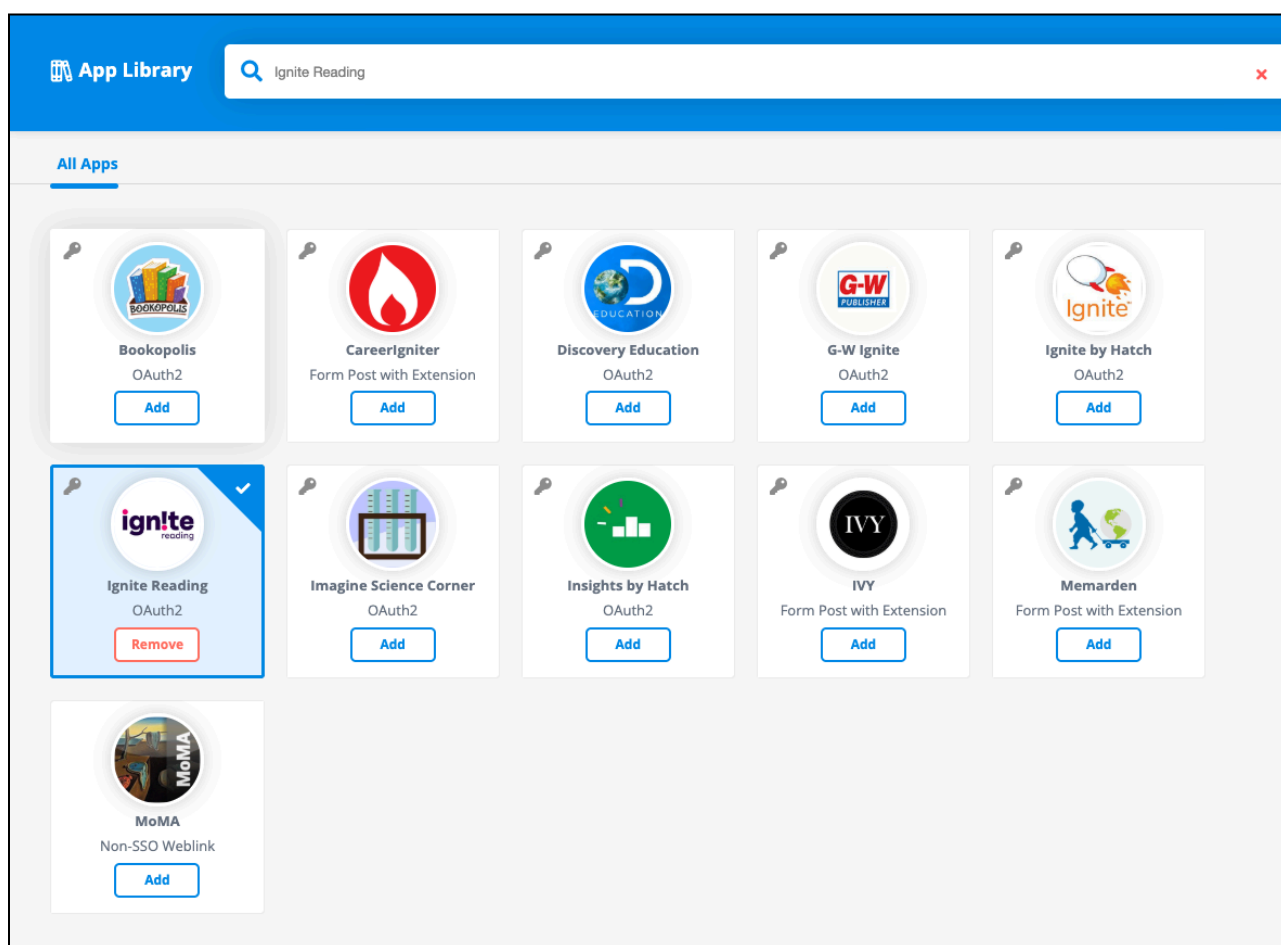 App Library
Ignite Reading
All Apps
BOOKOPOLIS
Bookopolis
OAuth2
Add
CareerIgniter
Form Post with Extension
Add
EDUCATION
Discovery Education
OAuth2
Add
G-W
PUBLISHER
G-W Ignite
OAuth2
Add
Ignite™
Ignite by Hatch
OAuth2
Add
ign!te
reading
Ignite Reading
OAuth2
Remove
Imagine Science Corner
OAuth2
Add
Insights by Hatch
OAuth2
Add
IVY
IVY
Form Post with Extension
Add
Memarden
Form Post with Extension
Add
MoMA
MoMA
Non-SSO Weblink
Add